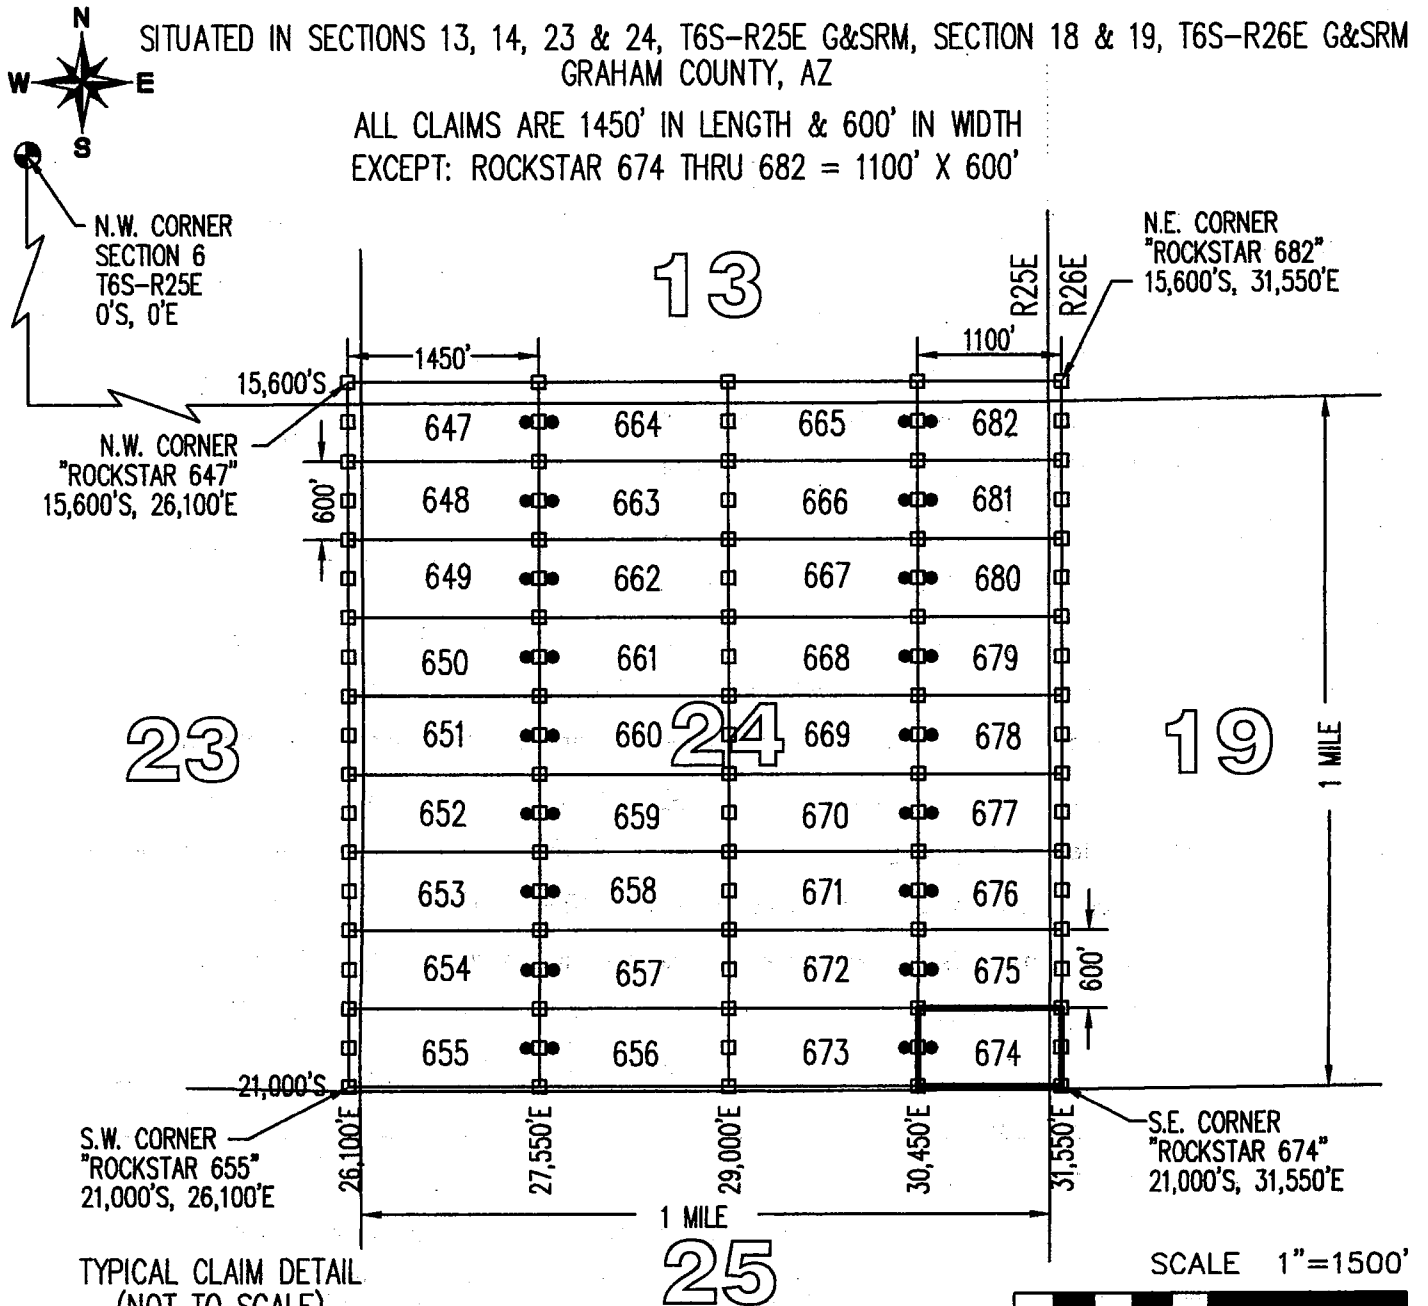 N
W E
S
SITUATED IN SECTIONS 13, 14, 23 & 24, T6S-R25E G&SRM, SECTION 18 & 19, T6S-R26E G&SRM
GRAHAM COUNTY, AZ
ALL CLAIMS ARE 1450' IN LENGTH & 600' IN WIDTH
EXCEPT: ROCKSTAR 674 THRU 682 = 1100' X 600'
N.W. CORNER
SECTION 6
T6S-R25E
0'S, 0'E
13
R25E
R26E
N.E. CORNER
"ROCKSTAR 682"
15,600'S, 31,550'E
1450'
1100'
15,600'S
N.W. CORNER
"ROCKSTAR 647"
15,600'S, 26,100'E
600'
647 664 665 682
648 663 666 681
649 662 667 680
650 661 668 679
651 660 669 678
652 659 670 677
653 658 671 676
654 657 672 675
655 656 673 674
23
24
19
1 MILE
600'
21,000'S
S.W. CORNER
"ROCKSTAR 655"
21,000'S, 26,100'E
26,100'E
27,550'E
29,000'E
30,450'E
31,550'E
S.E. CORNER
"ROCKSTAR 674"
21,000'S, 31,550'E
1 MILE
25
TYPICAL CLAIM DETAIL
(NOT TO SCALE)
SCALE 1"=1500'